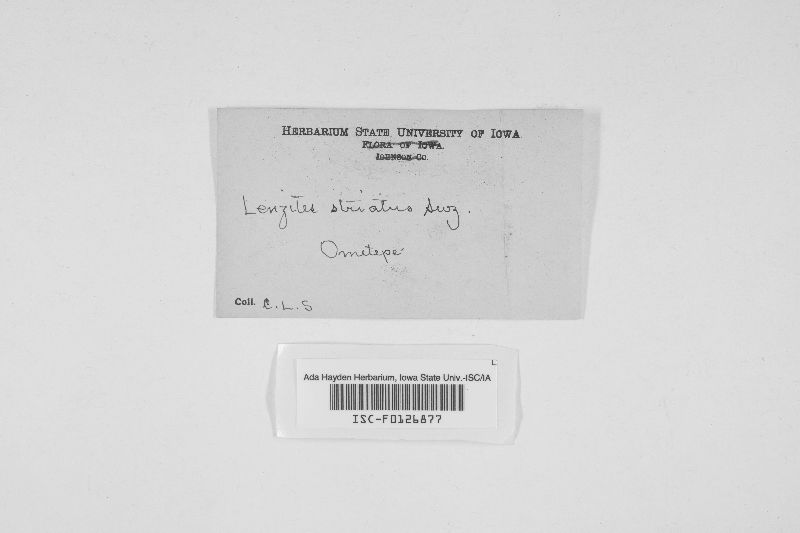 HERBARIUM STATE UNIVERSITY OF IOWA
FLORA OF IOWA.
JOHNSON CO.
Lenzites striatus Swz.
Ometepe
Coll. C. L. S
L
Ada Hayden Herbarium, Iowa State Univ.-ISC/IA
ISC-F0126877